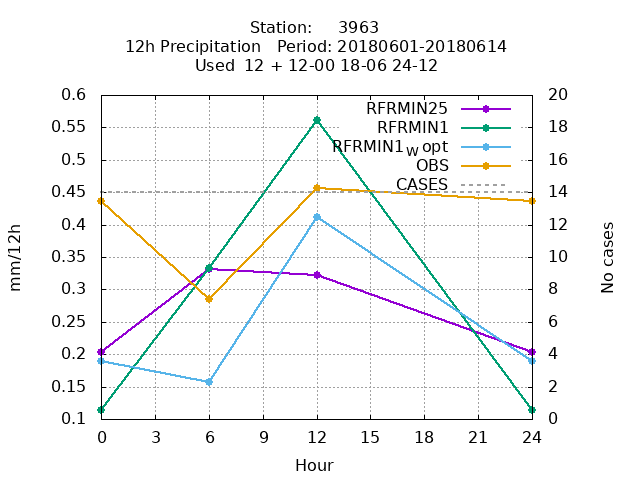 Station: 3963
12h Precipitation Period: 20180601-20180614
Used 12 + 12-00 18-06 24-12
0.6 20
RFRMIN25
0.55 RFRMIN1 18
RFRMIN1w opt
0.5 OBS 16
0.45 CASES 14
0.4 12
0.35 10
0.3 8
0.25 6
0.2 4
0.15 2
0.1 0
mm/12h
No cases
0 3 6 9 12 15 18 21 24
Hour